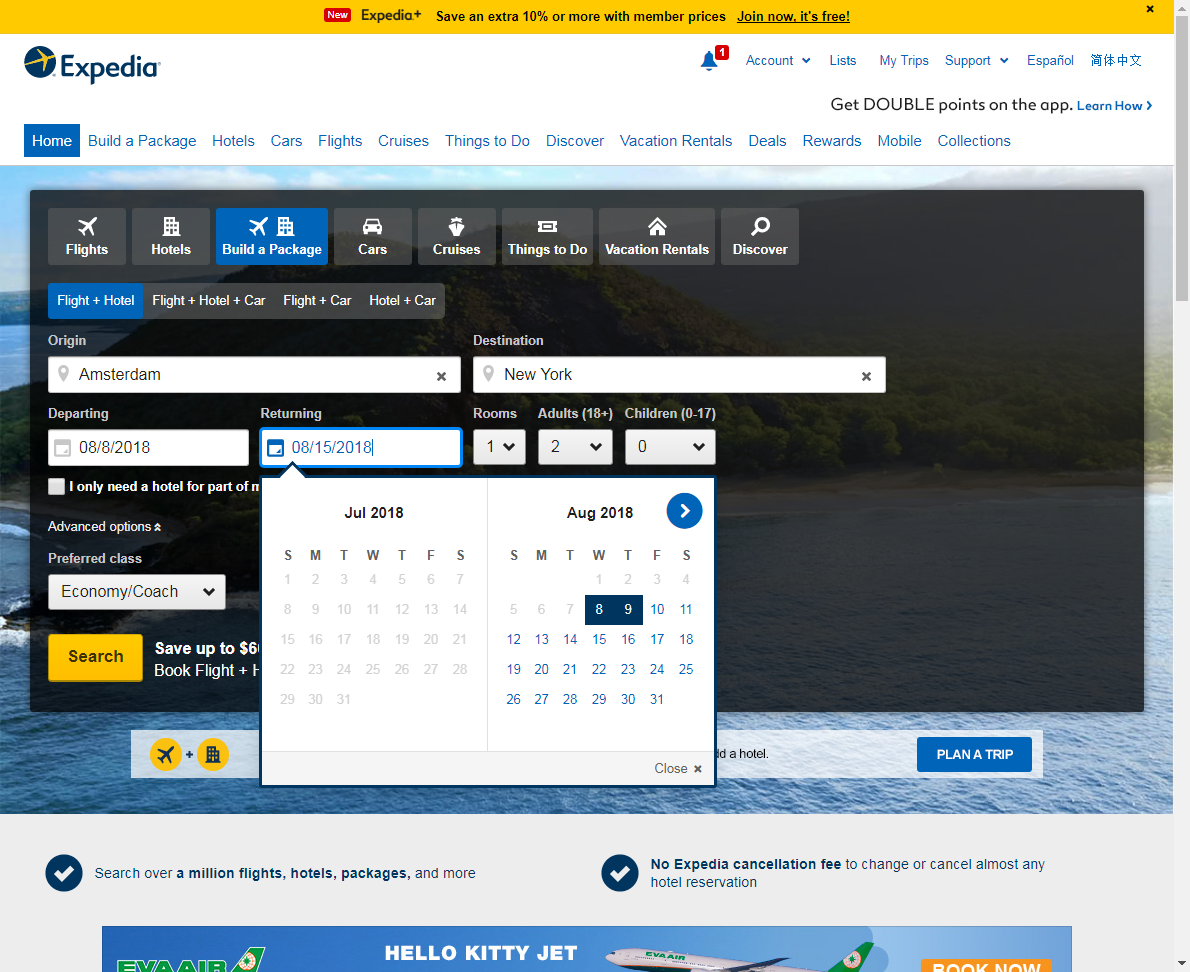 New Expedia+ Save an extra 10% or more with member prices Join now, it's free!
Expedia
1
Account Lists My Trips Support Español 简体中文
Get DOUBLE points on the app. Learn How
Home Build a Package Hotels Cars Flights Cruises Things to Do Discover Vacation Rentals Deals Rewards Mobile Collections
Flights Hotels Build a Package Cars Cruises Things to Do Vacation Rentals Discover
Flight + Hotel Flight + Hotel + Car Flight + Car Hotel + Car
Origin Destination
Amsterdam × New York ×
Departing Returning Rooms Adults (18+) Children (0-17)
08/8/2018 08/15/2018 1 2 0
I only need a hotel for part of m
Advanced options
Preferred class
Economy/Coach
Search
Save up to $6
Book Flight + H
Jul 2018
S M T W T F S
1 2 3 4 5 6 7
8 9 10 11 12 13 14
15 16 17 18 19 20 21
22 23 24 25 26 27 28
29 30 31
Aug 2018
S M T W T F S
1 2 3 4
5 6 7 8 9 10 11
12 13 14 15 16 17 18
19 20 21 22 23 24 25
26 27 28 29 30 31
Close ×
+ dd a hotel. PLAN A TRIP
Search over a million flights, hotels, packages, and more
No Expedia cancellation fee to change or cancel almost any
hotel reservation
EVA AIR HELLO KITTY JET EVA AIR BOOK NOW